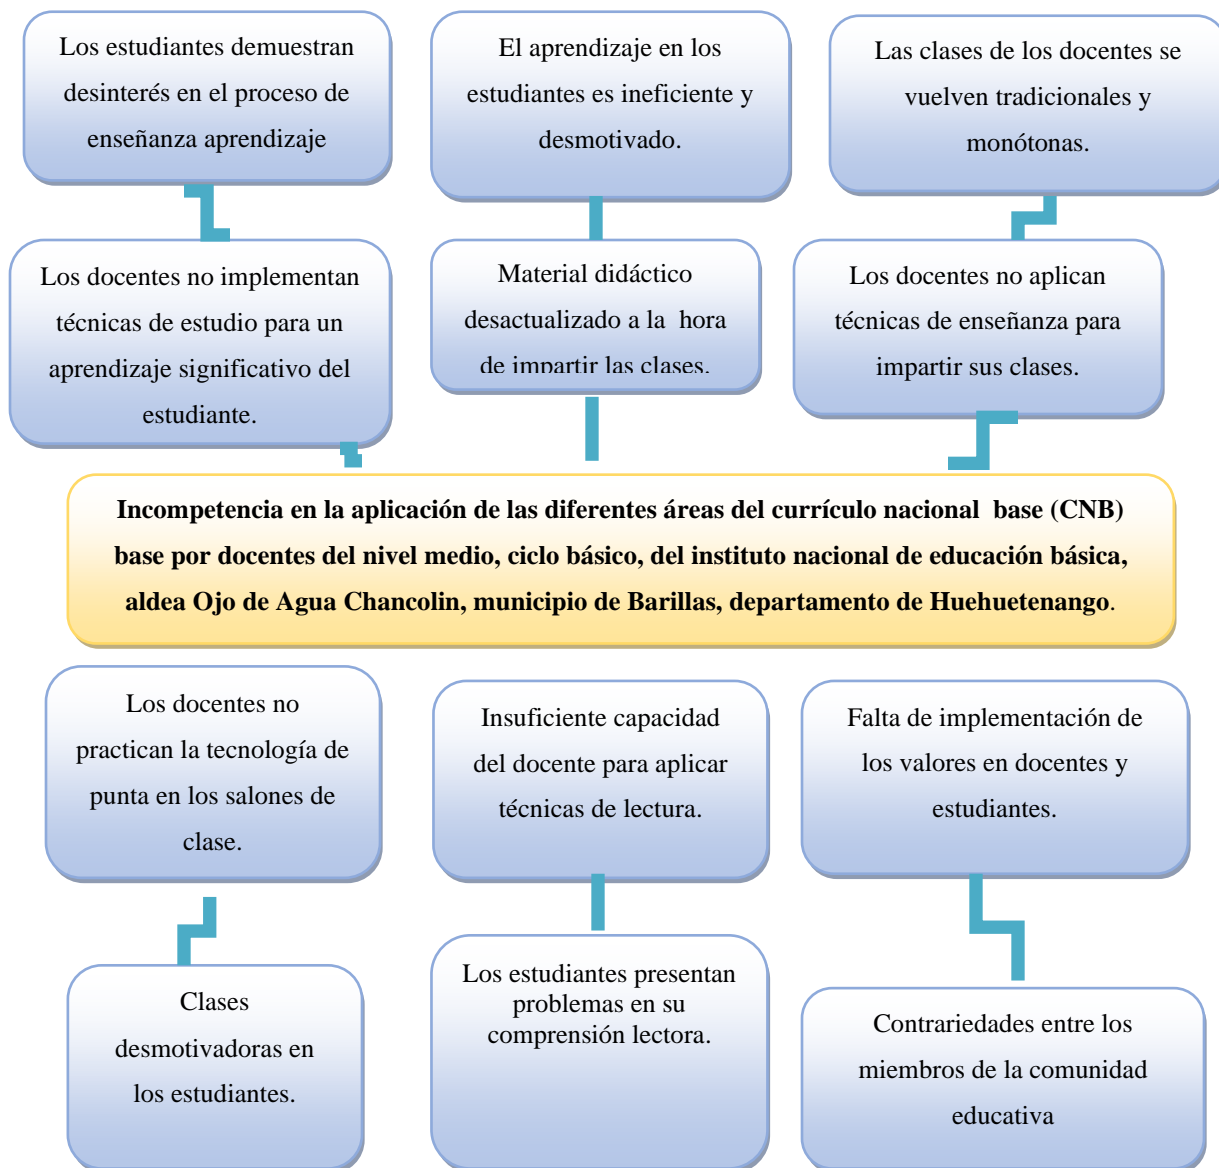 Los estudiantes demuestran
desinterés en el proceso de
enseñanza aprendizaje
El aprendizaje en los
estudiantes es ineficiente y
desmotivado.
Las clases de los docentes se
vuelven tradicionales y
monótonas.
Los docentes no implementan
técnicas de estudio para un
aprendizaje significativo del
estudiante.
Material didáctico
desactualizado a la  hora
de impartir las clases.
Los docentes no aplican
técnicas de enseñanza para
impartir sus clases.
Incompetencia en la aplicación de las diferentes áreas del currículo nacional  base (CNB)
base por docentes del nivel medio, ciclo básico, del instituto nacional de educación básica,
aldea Ojo de Agua Chancolin, municipio de Barillas, departamento de Huehuetenango.
Los docentes no
practican la tecnología de
punta en los salones de
clase.
Insuficiente capacidad
del docente para aplicar
técnicas de lectura.
Falta de implementación de
los valores en docentes y
estudiantes.
Clases
desmotivadoras en
los estudiantes.
Los estudiantes presentan
problemas en su
comprensión lectora.
Contrariedades entre los
miembros de la comunidad
educativa